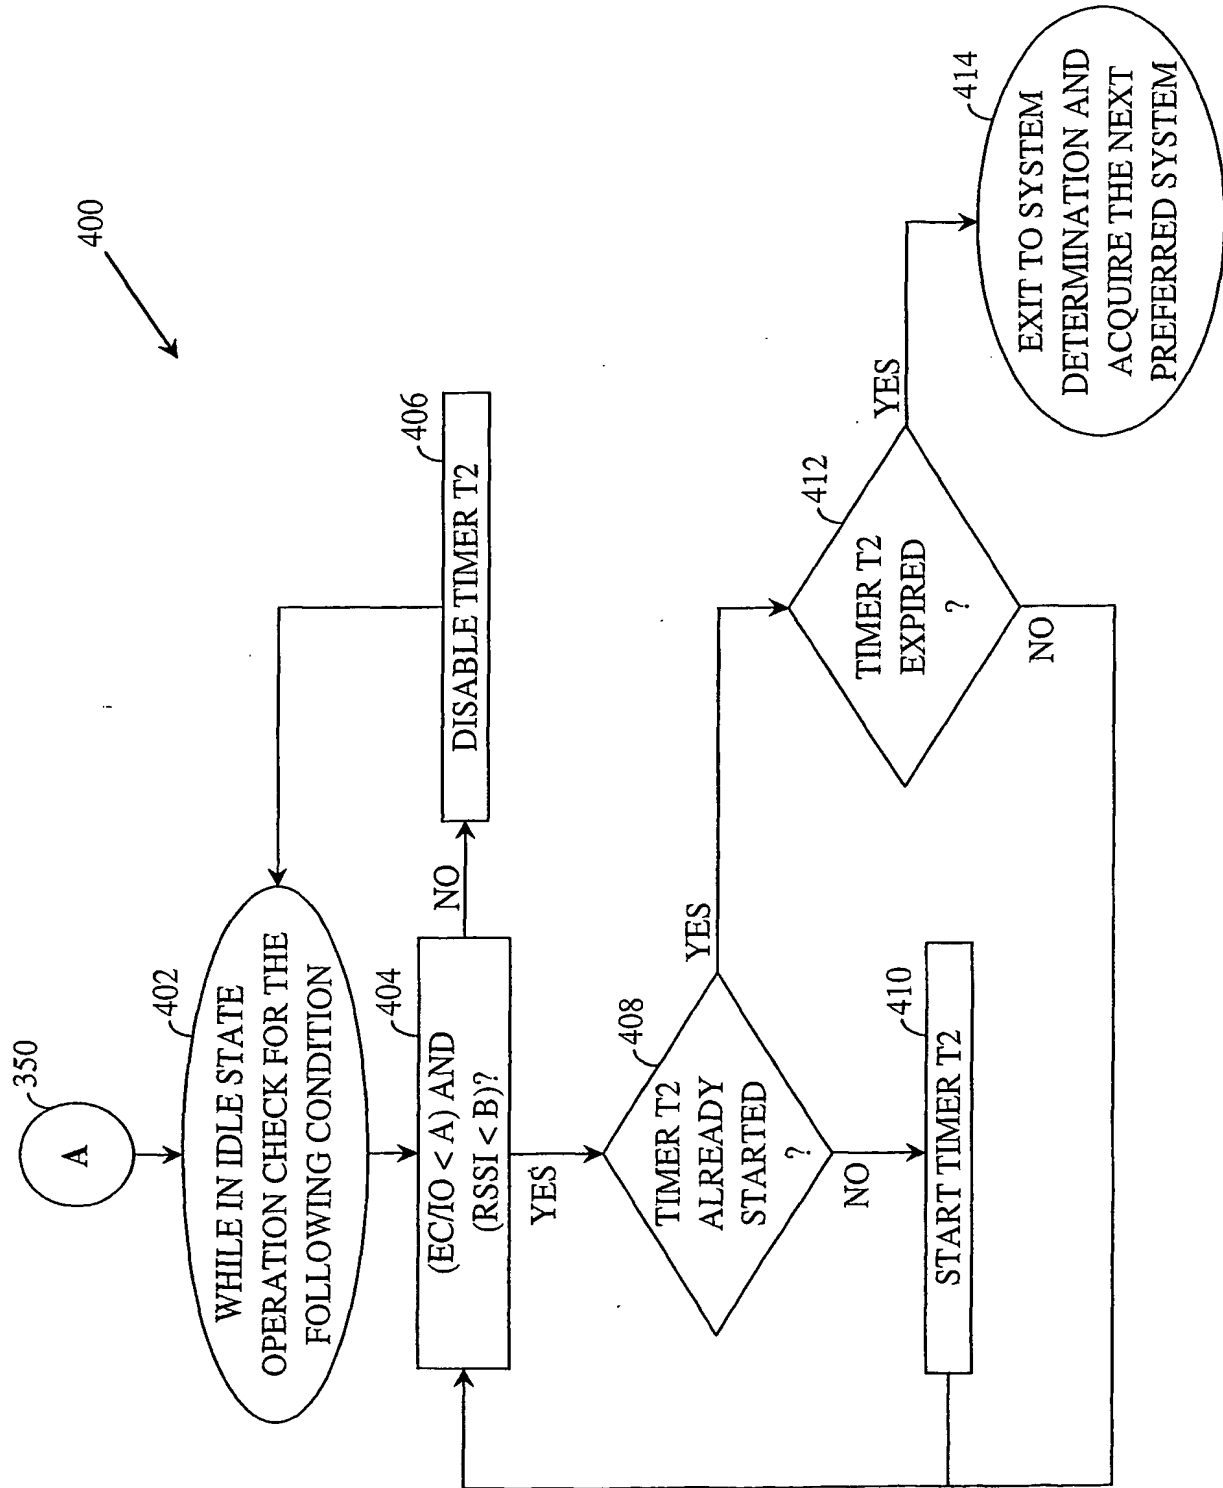 400
350
A
402
WHILE IN IDLE STATE
OPERATION CHECK FOR THE
FOLLOWING CONDITION
404
(EC/IO < A) AND
(RSSI < B)?
NO
406
DISABLE TIMER T2
YES
408
TIMER T2
ALREADY
STARTED
?
YES
NO
410
START TIMER T2
412
TIMER T2
EXPIRED
?
YES
NO
414
EXIT TO SYSTEM
DETERMINATION AND
ACQUIRE THE NEXT
PREFERRED SYSTEM